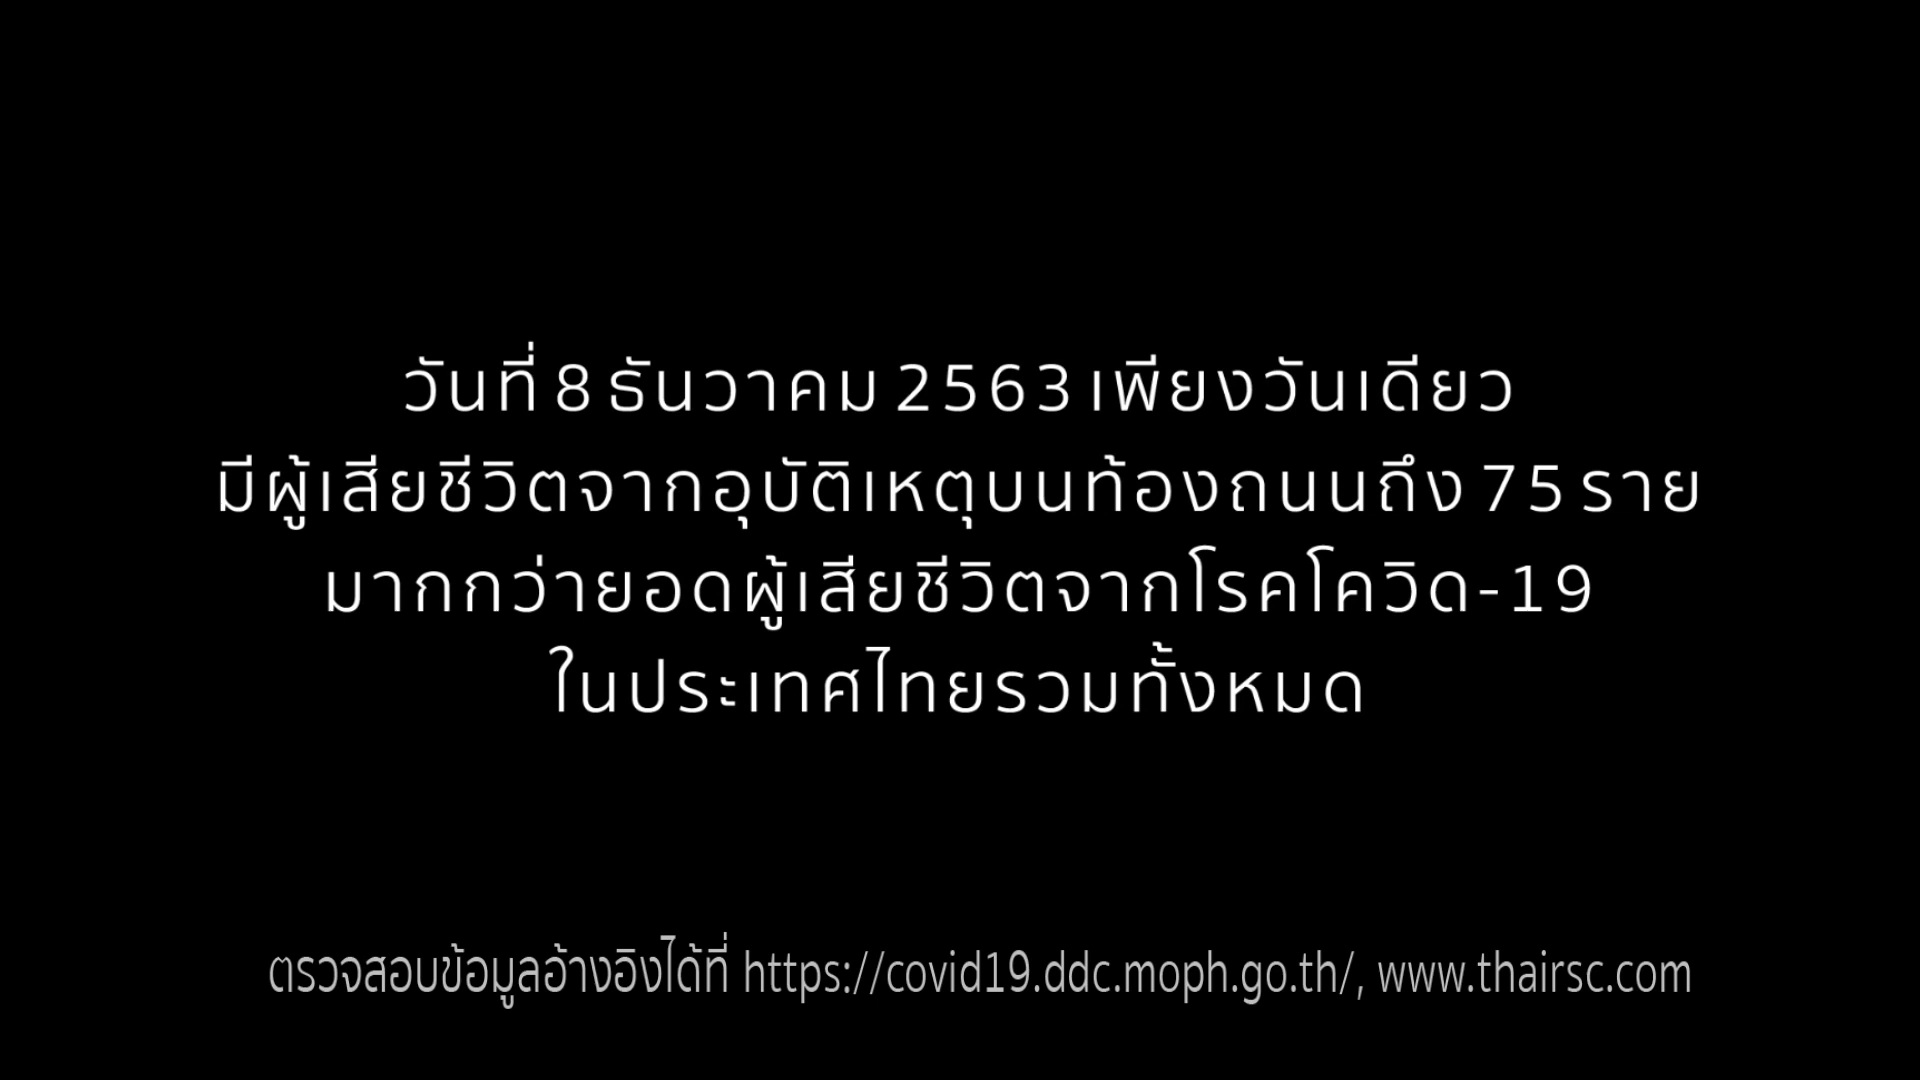 วันที่ 8 ธันวาคม 2563 เพียงวันเดียว
มีผู้เสียชีวิตจากอุบัติเหตุบนท้องถนนถึง 75 ราย
มากกว่ายอดผู้เสียชีวิตจากโรคโควิด-19
ในประเทศไทยรวมทั้งหมด
ตรวจสอบข้อมูลอ้างอิงได้ที่ https://covid19.ddc.moph.go.th/, www.thairsc.com